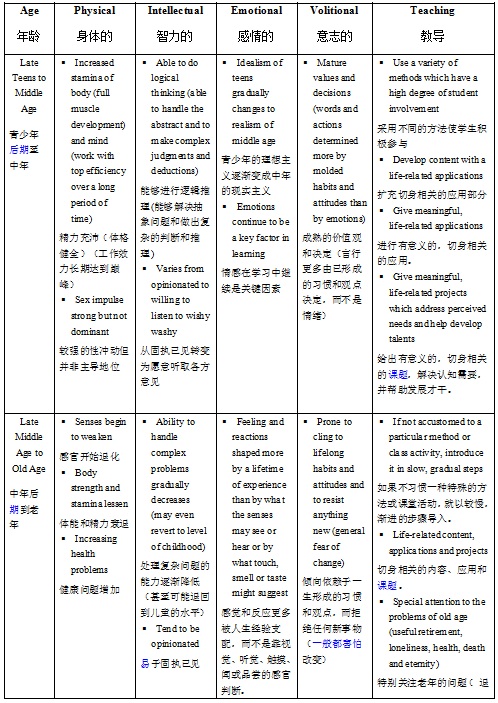 Age
年龄
Physical
身体的
Intellectual
智力的
Emotional
感情的
Volitional
意志的
Teaching
教导
Late
Teens to
Middle
Age
青少年
后期至
中年
▪ Increased
stamina of
body (full
muscle
development)
and mind
(work with
top efficiency
over a long
period of
time)
精力充沛（体格
健全）（工作效
力长期达到巅
峰）
▪ Sex impulse
strong but not
dominant
较强的性冲动但
并非主导地位
▪ Able to do
logical
thinking (able
to handle the
abstract and to
make complex
judgments and
deductions)
能够进行逻辑推
理(能够解决抽
象问题和做出复
杂的判断和推
理)
▪ Varies from
opinionated to
willing to
listen to wishy
washy
从固执己见转变
为愿意听取各方
意见
▪ Idealism of
teens
gradually
changes to
realism of
middle age
青少年的理想主
义逐渐变成中年
的现实主义
▪ Emotions
continue to be
a key factor in
learning
情感在学习中继
续是关键因素
▪ Mature
values and
decisions
(words and
actions
determined
more by
molded
habits and
attitudes than
by emotions)
成熟的价值观
和决定（言行
更多由已形成
的习惯和观点
决定，而不是
情绪）
▪ Use a variety of
methods which have a
high degree of student
involvement
采用不同的方法使学生积
极参与
▪ Develop content with a
life-related applications
扩充切身相关的应用部分
▪ Give meaningful,
life-related applications
进行有意义的，切身相关
的应用。
▪ Give meaningful,
life-related projects
which address perceived
needs and help develop
talents
给出有意义的，切身相关
的课题，解决认知需要，
并帮助发展才干。
Late
Middle
Age to
Old Age
中年后
期到老
年
▪ Senses begin
to weaken
感官开始退化
▪ Body
strength and
stamina lessen
体能和精力衰退
▪ Increasing
health
problems
健康问题增加
▪ Ability to
handle
complex
problems
gradually
decreases
(may even
revert to level
of childhood)
处理复杂问题的
能力逐渐降低
（甚至可能退回
到儿童的水平）
▪ Tend to be
opinionated
易于固执己见
▪ Feeling and
reactions
shaped more
by a lifetime
of experience
than by what
the senses
may see or
hear or by
what touch,
smell or taste
might suggest
感觉和反应更多
被人生经验支
配，而不是靠视
觉、听觉、触摸、
闻或品尝的感官
判断。
▪ Prone to
cling to
lifelong
habits and
attitudes and
to resist
anything
new (general
fear of
change)
倾向依赖于一
生形成的习惯
和观点，而拒
绝任何新事物
（一般都害怕
改变）
▪ If not accustomed to a
particular method or
class activity, introduce
it in slow, gradual steps
如果不习惯一种特殊的方
法或课堂活动，就以较慢，
渐进的步骤导入。
▪ Life-related content,
applications and projects
切身相关的内容、应用和
课题。
▪ Special attention to the
problems of old age
(useful retirement,
loneliness, health, death
and eternity)
特别关注老年的问题（ 退